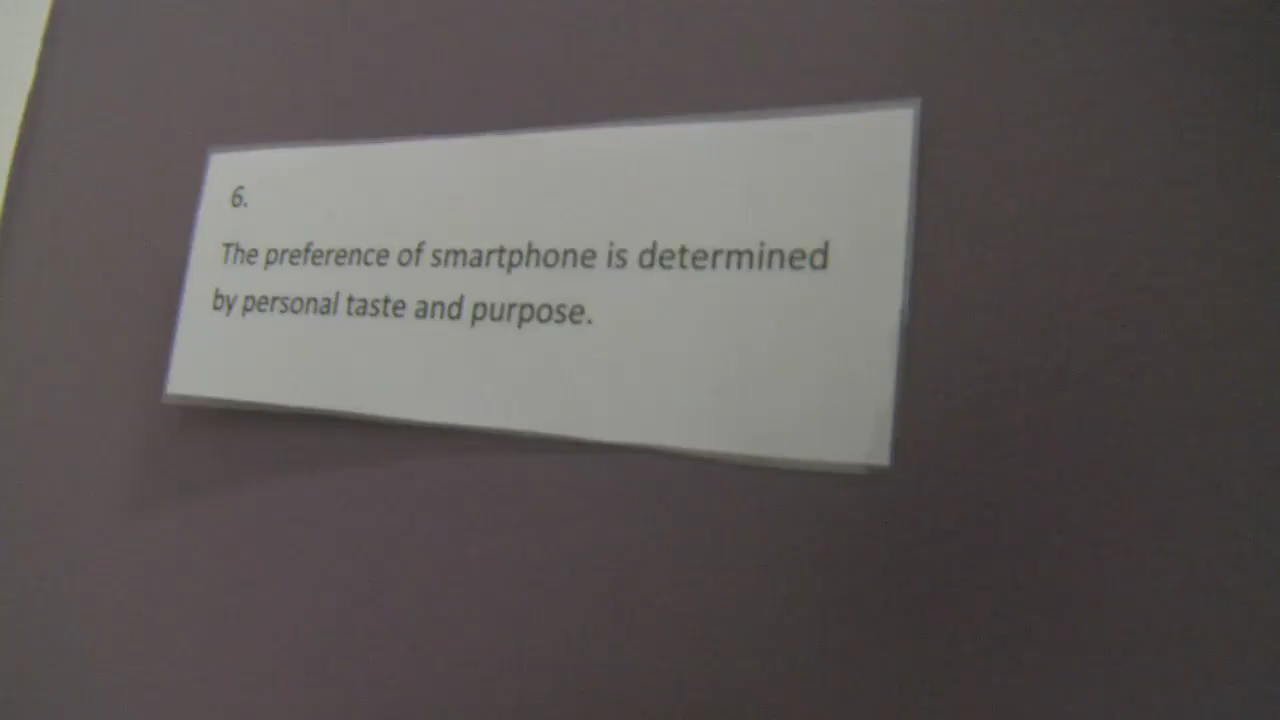 6.
The preference of smartphone is determined
by personal taste and purpose.